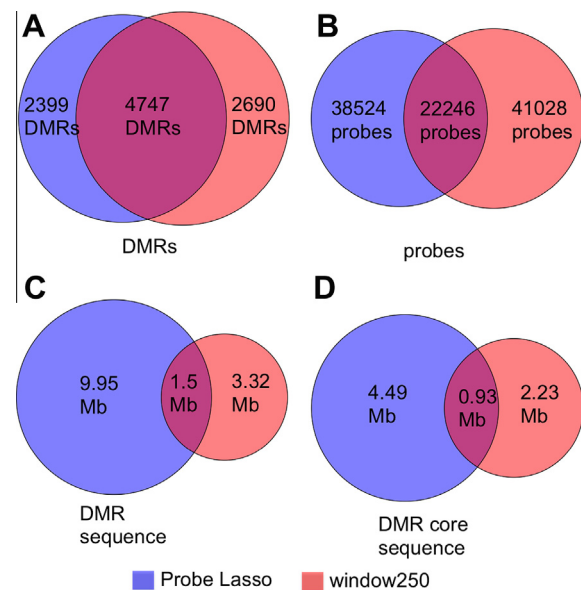 A
B
2399
DMRs
4747
DMRs
2690
DMRs
38524
probes
22246
probes
41028
probes
DMRs
probes
C
D
9.95
Mb
1.5
Mb
3.32
Mb
4.49
Mb
0.93
Mb
2.23
Mb
DMR
sequence
DMR core
sequence
Probe Lasso
window250